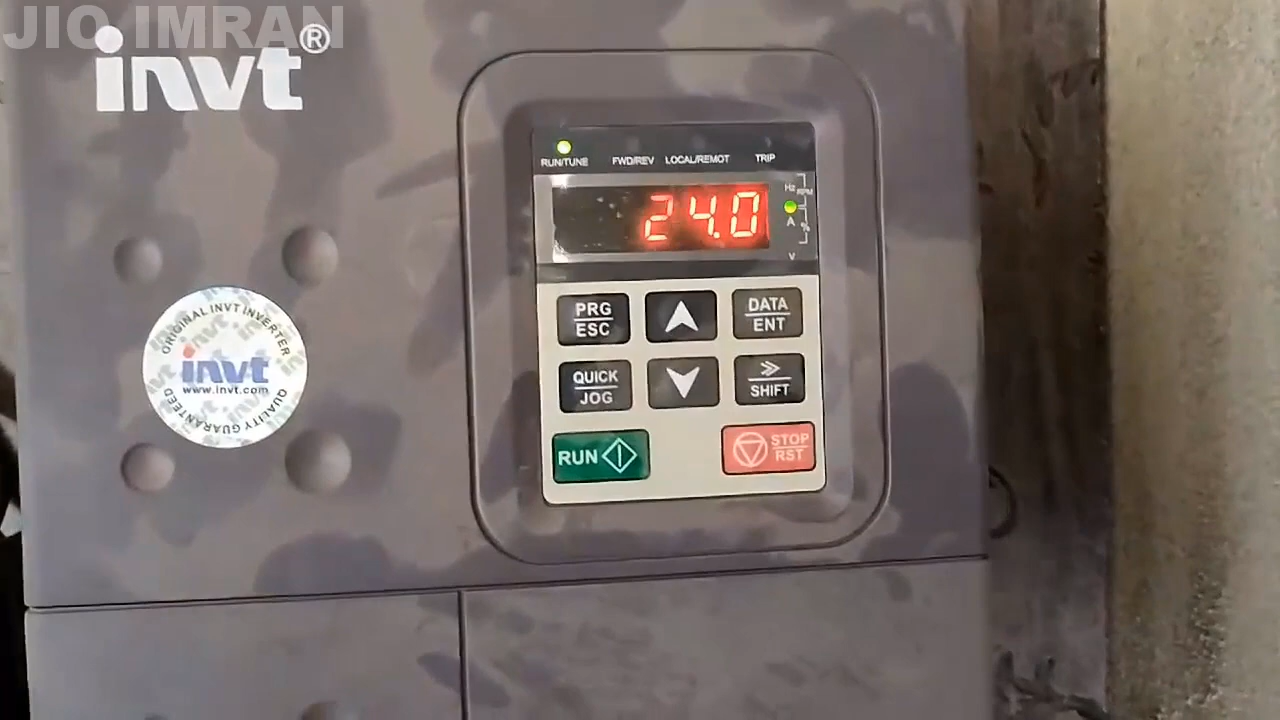 JIO IMRAN
invt®
RUN/TUNE FWD/REV LOCAL/REMOT TRIP
24.0
Hz
RPM
A
%
V
PRG
ESC
DATA
ENT
QUICK
JOG
SHIFT
RUN
STOP
RST
ORIGINAL INVT INVERTER
invt
www.invt.com
QUALITY GUARANTEED